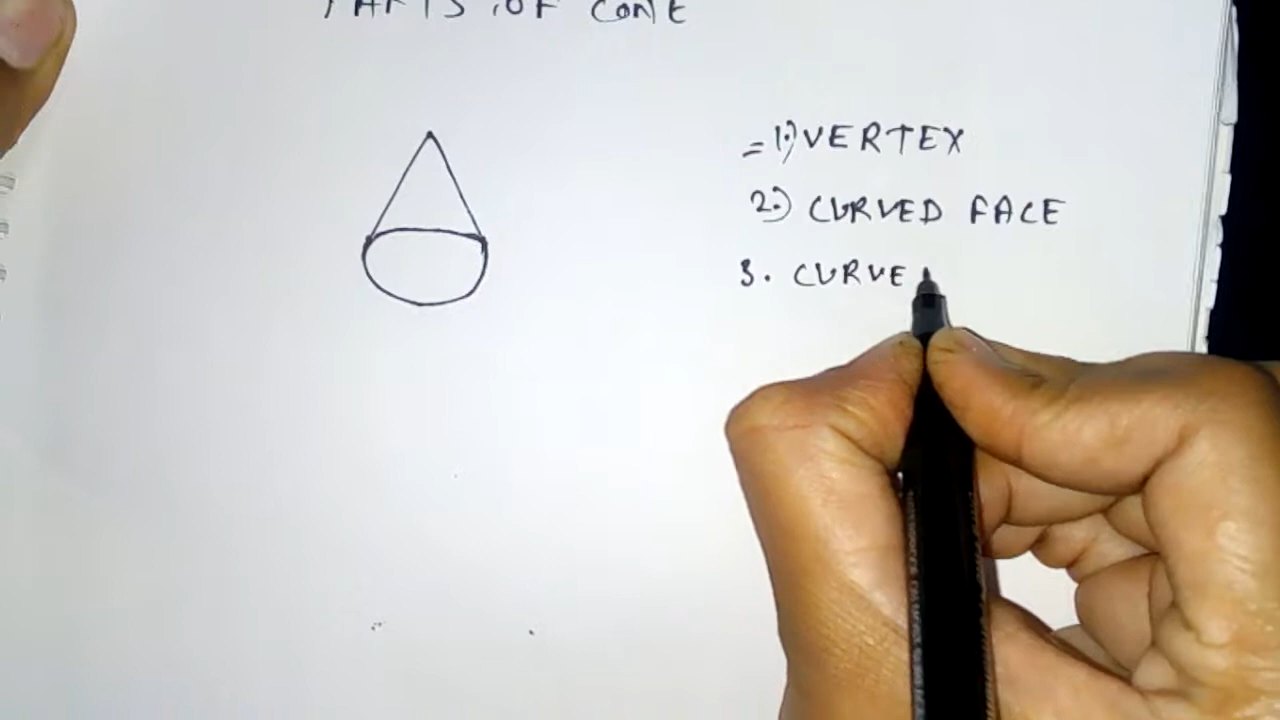 PARTS OF CONE
= 1.) VERTEX
2.) CURVED FACE
3. CURVE